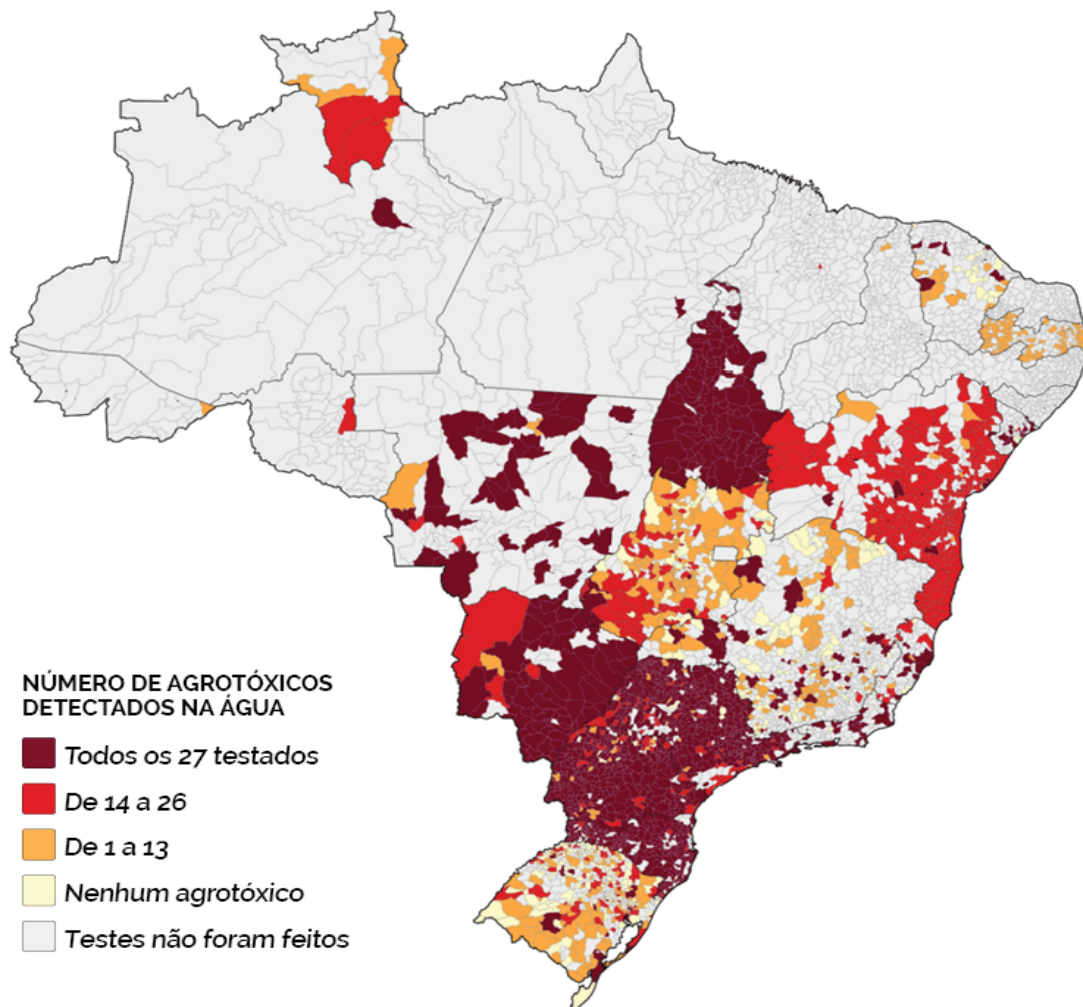 NÚMERO DE AGROTÓXICOS
DETECTADOS NA ÁGUA
Todos os 27 testados
De 14 a 26
De 1 a 13
Nenhum agrotóxico
Testes não foram feitos